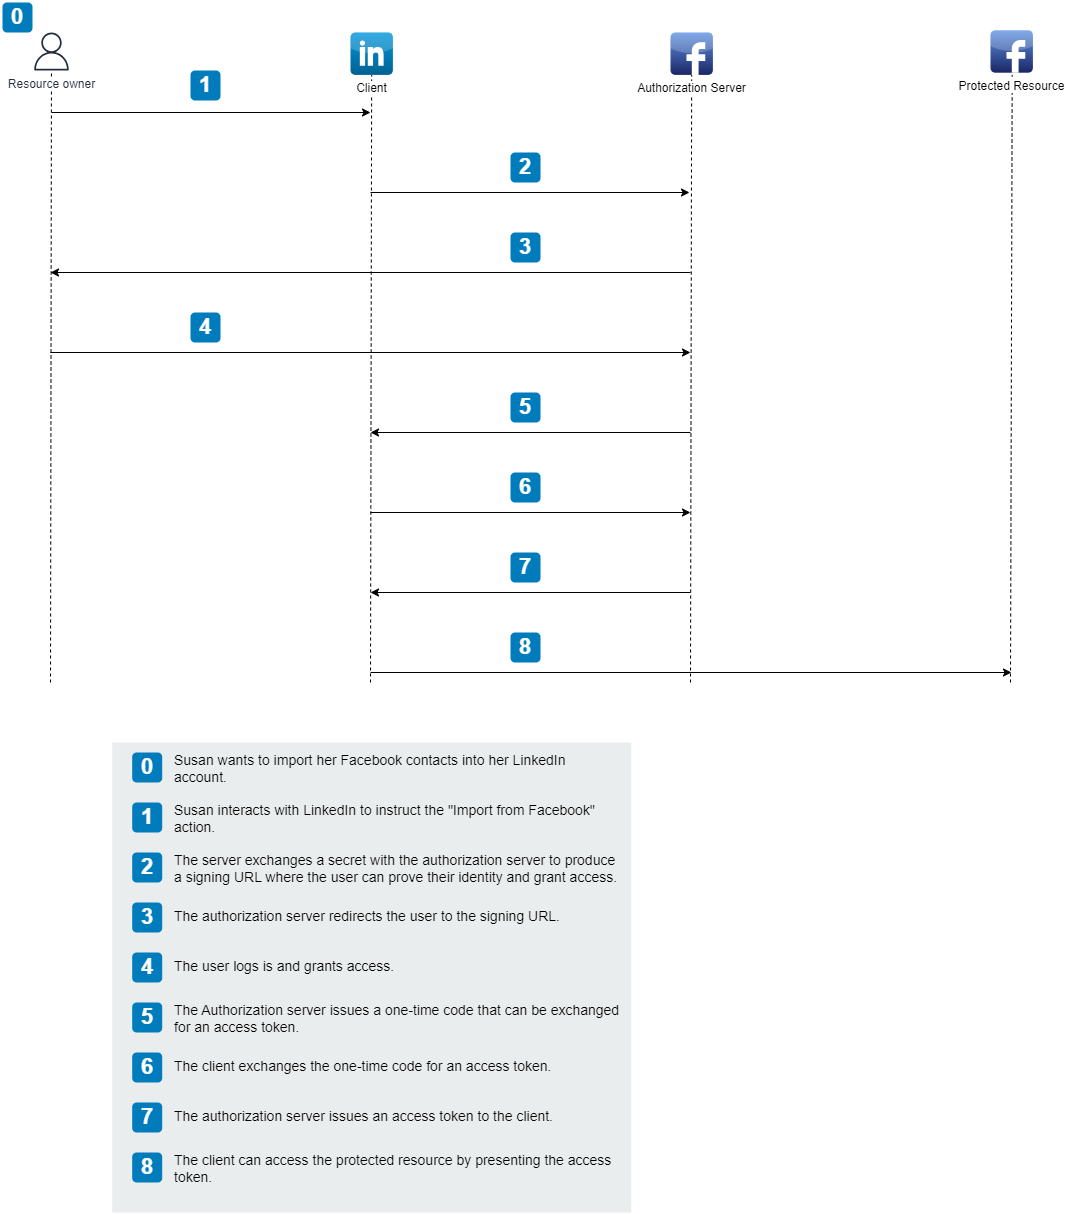 0
in
f
f
Resource owner
Client
Authorization Server
Protected Resource
1
2
3
4
5
6
7
8
0
Susan wants to import her Facebook contacts into her LinkedIn
account.
1
Susan interacts with LinkedIn to instruct the "Import from Facebook"
action.
2
The server exchanges a secret with the authorization server to produce
a signing URL where the user can prove their identity and grant access.
3
The authorization server redirects the user to the signing URL.
4
The user logs is and grants access.
5
The Authorization server issues a one-time code that can be exchanged
for an access token.
6
The client exchanges the one-time code for an access token.
7
The authorization server issues an access token to the client.
8
The client can access the protected resource by presenting the access
token.